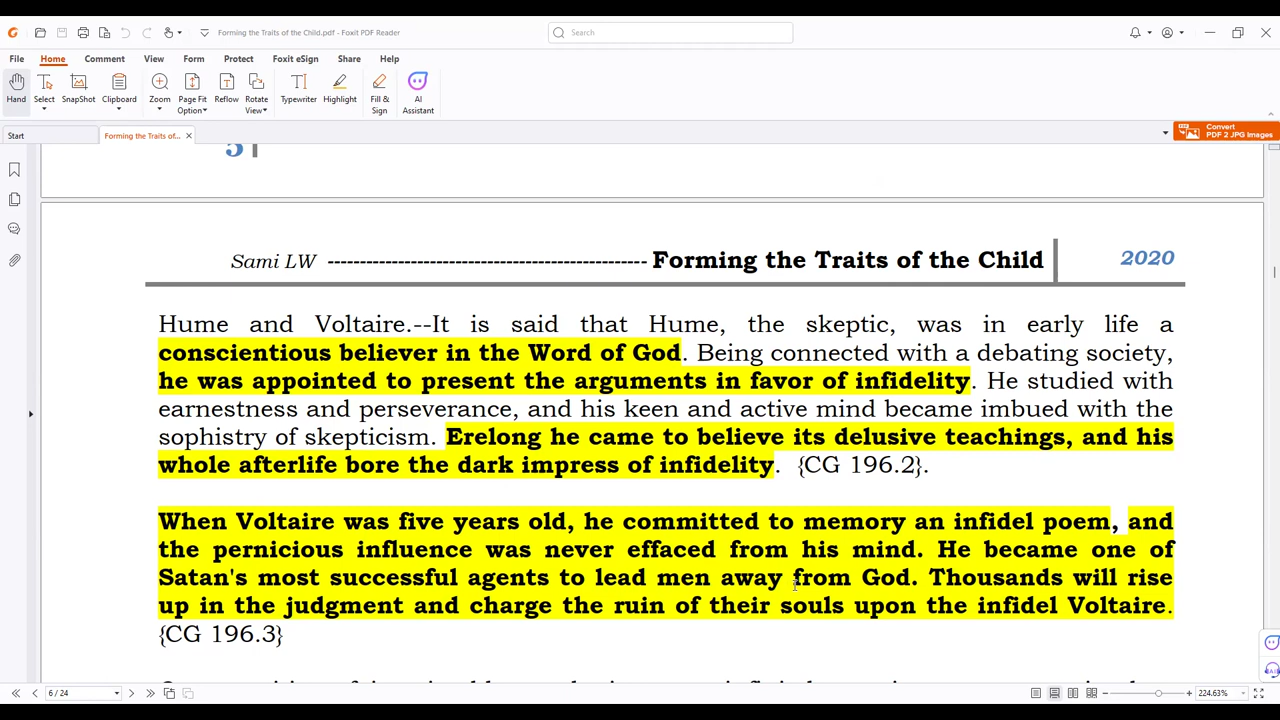 Forming the Traits of the Child.pdf - Foxit PDF Reader
Search
File Home Comment View Form Protect Foxit eSign Share Help
Hand Select SnapShot Clipboard Zoom Page Fit Option Reflow Rotate View Typewriter Highlight Fill & Sign AI Assistant
Start
Forming the Traits of...
Convert
PDF 2 JPG Images
5
Sami LW ------------------------------------------------ Forming the Traits of the Child 2020
Hume and Voltaire.--It is said that Hume, the skeptic, was in early life a
conscientious believer in the Word of God. Being connected with a debating society,
he was appointed to present the arguments in favor of infidelity. He studied with
earnestness and perseverance, and his keen and active mind became imbued with the
sophistry of skepticism. Erelong he came to believe its delusive teachings, and his
whole afterlife bore the dark impress of infidelity. {CG 196.2}.
When Voltaire was five years old, he committed to memory an infidel poem, and
the pernicious influence was never effaced from his mind. He became one of
Satan's most successful agents to lead men away from God. Thousands will rise
up in the judgment and charge the ruin of their souls upon the infidel Voltaire.
{CG 196.3}
6 / 24
224.63%